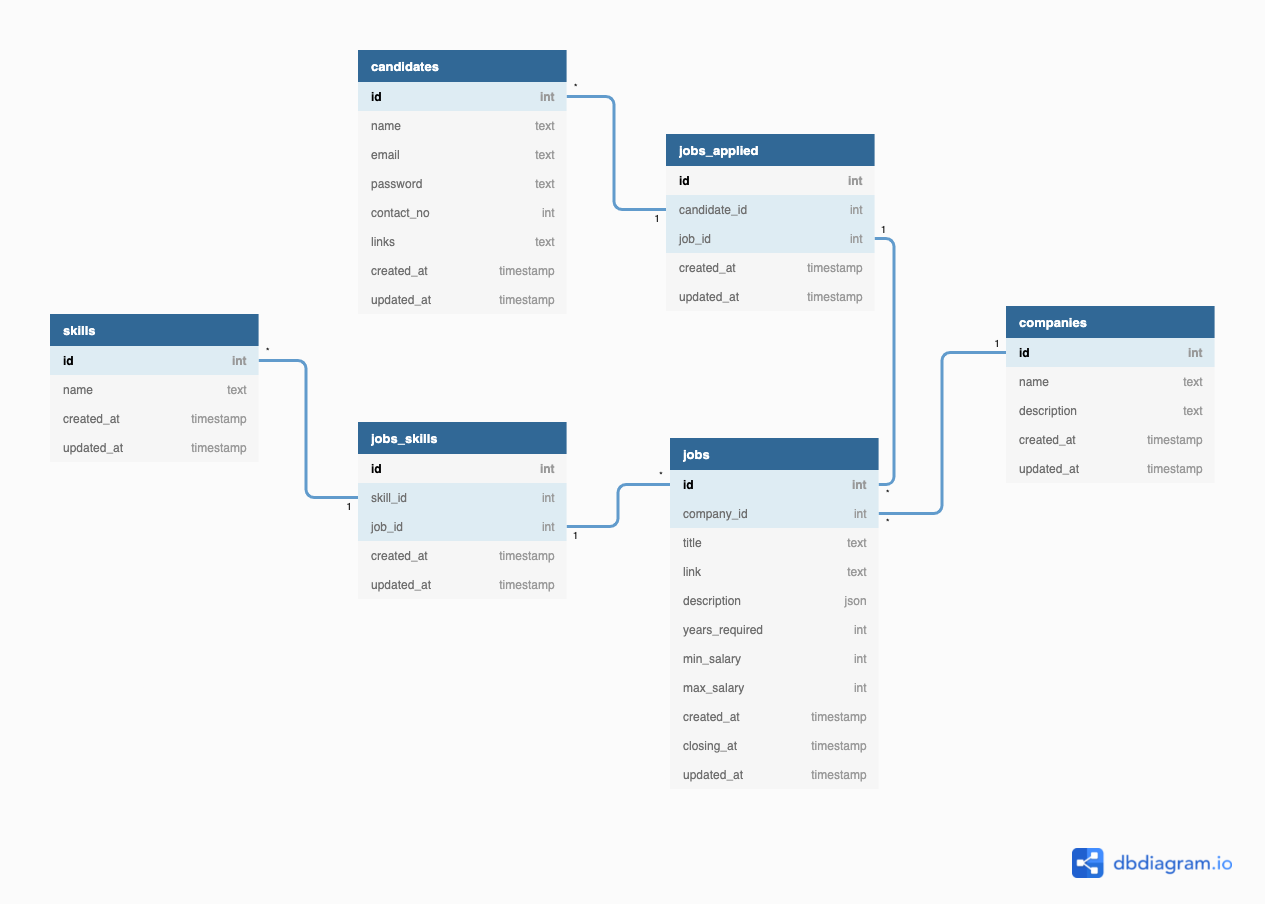 candidates
id int
name text
email text
password text
contact_no int
links text
created_at timestamp
updated_at timestamp
*
1
jobs_applied
id int
candidate_id int
job_id int
created_at timestamp
updated_at timestamp
1
*
skills
id int
name text
created_at timestamp
updated_at timestamp
*
1
jobs_skills
id int
skill_id int
job_id int
created_at timestamp
updated_at timestamp
1
*
jobs
id int
company_id int
title text
link text
description json
years_required int
min_salary int
max_salary int
created_at timestamp
closing_at timestamp
updated_at timestamp
*
1
companies
id int
name text
description text
created_at timestamp
updated_at timestamp
dbdiagram.io